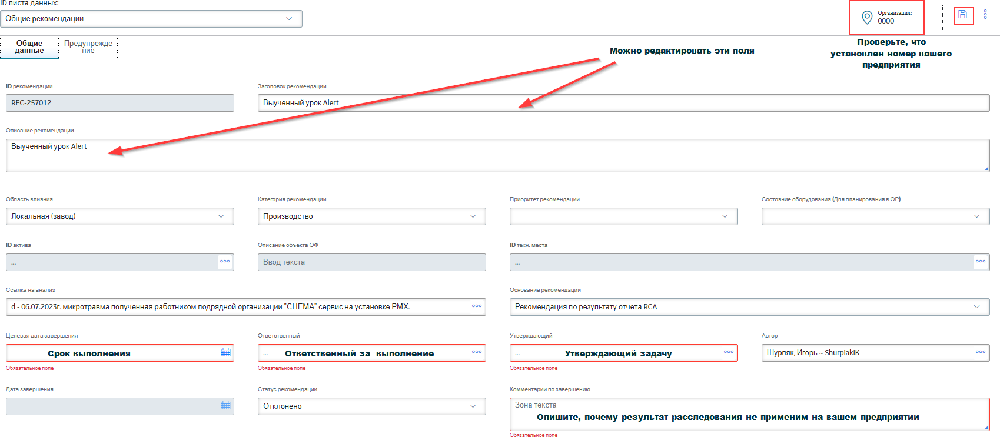 ID листа данных:
Общие рекомендации
Организация:
0000
Общие
данные
Предупрежде
ние
Можно редактировать эти поля
Проверьте, что
установлен номер вашего
предприятия
ID рекомендации
Заголовок рекомендации
REC-257012
Выученный урок Alert
Описание рекомендации
Выученный урок Alert
Область влияния
Категория рекомендации
Приоритет рекомендации
Состояние оборудования (Для планирования в ОР)
Локальная (завод)
Производство
ID актива
Описание объекта ОФ
ID техн. места
...
Ввод текста
...
Ссылка на анализ
Основание рекомендации
d - 06.07.2023г. микротравма полученная работником подрядной организации "СНЕМА" сервис на установке РМХ.
Рекомендация по результату отчета RCA
Целевая дата завершения
Ответственный
Утверждающий
Автор
Срок выполнения
... Ответственный за выполнение
... Утверждающий задачу
Шурпяк, Игорь ~ ShurpiakIK
Обязательное поле
Обязательное поле
Обязательное поле
Дата завершения
Статус рекомендации
Комментарии по завершению
Отклонено
Зона текста
Опишите, почему результат расследования не применим на вашем предприятии
Обязательное поле